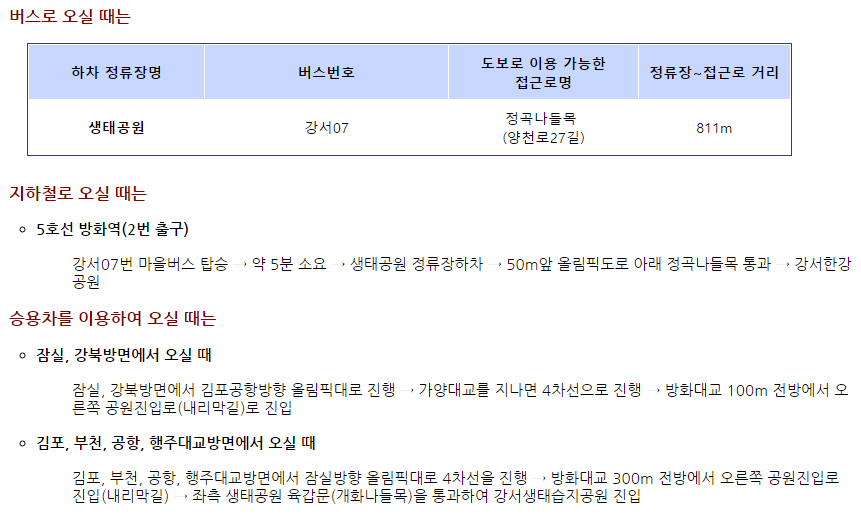 버스로 오실 때는
하차 정류장명
버스번호
도보로 이용 가능한
접근로명
정류장~접근로 거리
생태공원
강서07
정곡나들목
(양천로27길)
811m
지하철로 오실 때는
5호선 방화역(2번 출구)
강서07번 마을버스 탑승 → 약 5분 소요 → 생태공원 정류장하차 → 50m앞 올림픽도로 아래 정곡나들목 통과 → 강서한강
공원
승용차를 이용하여 오실 때는
잠실, 강북방면에서 오실 때
잠실, 강북방면에서 김포공항방향 올림픽대로 진행 → 가양대교를 지나면 4차선으로 진행 → 방화대교 100m 전방에서 오
른쪽 공원진입로(내리막길)로 진입
김포, 부천, 공항, 행주대교방면에서 오실 때
김포, 부천, 공항, 행주대교방면에서 잠실방향 올림픽대로 4차선을 진행 → 방화대교 300m 전방에서 오른쪽 공원진입로
진입(내리막길) → 좌측 생태공원 육갑문(개화나들목)을 통과하여 강서생태습지공원 진입